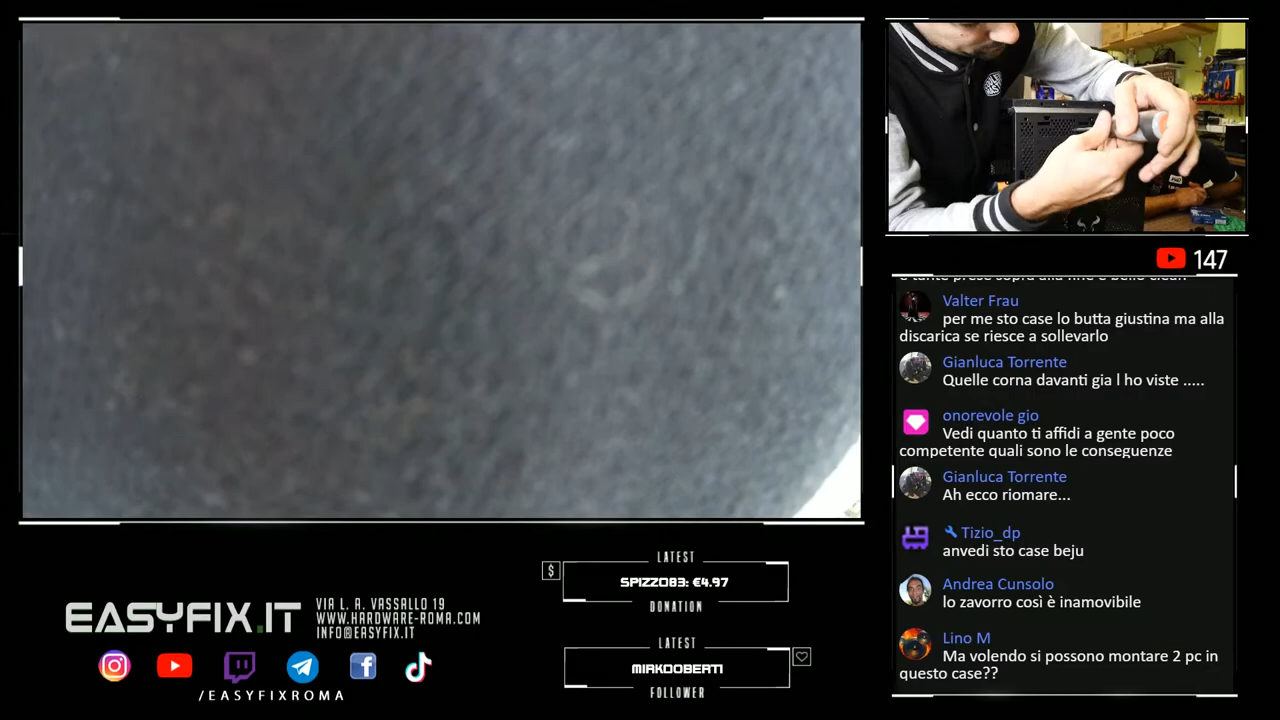 147
Valter Frau
per me sto case lo butta giustina ma alla
discarica se riesce a sollevarlo
Gianluca Torrente
Quelle corna davanti gia l ho viste .....
onorevole gio
Vedi quanto ti affidi a gente poco
competente quali sono le conseguenze
Gianluca Torrente
Ah ecco riomare...
Tizio_dp
anvedi sto case beju
Andrea Cunsolo
lo zavorro così è inamovibile
Lino M
Ma volendo si possono montare 2 pc in
questo case??
LATEST
$
SPIZZO83: €4.97
DONATION
LATEST
MIRKOOBERTI
FOLLOWER
EASYFIX.IT
VIA L. A. VASSALLO 19
WWW.HARDWARE-ROMA.COM
INFO@EASYFIX.IT
/EASYFIXROMA